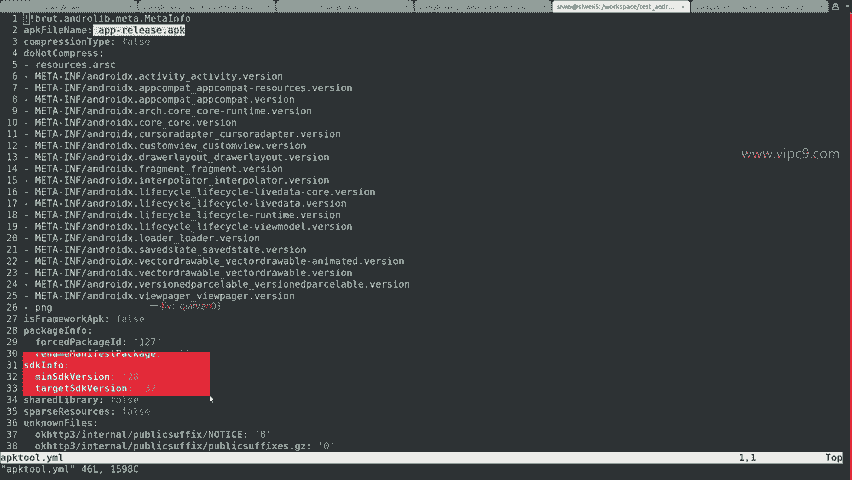 1 !!brut.androlib.meta.MetaInfo
2 apkFileName: app-release.apk
3 compressionType: false
4 doNotCompress:
5 - resources.arsc
6 - META-INF/androidx.activity_activity.version
7 - META-INF/androidx.appcompat_appcompat-resources.version
8 - META-INF/androidx.appcompat_appcompat.version
9 - META-INF/androidx.arch.core_core-runtime.version
10 - META-INF/androidx.core_core.version
11 - META-INF/androidx.cursoradapter_cursoradapter.version
12 - META-INF/androidx.customview_customview.version
13 - META-INF/androidx.drawerlayout_drawerlayout.version
14 - META-INF/androidx.fragment_fragment.version
15 - META-INF/androidx.interpolator_interpolator.version
16 - META-INF/androidx.lifecycle_lifecycle-livedata-core.version
17 - META-INF/androidx.lifecycle_lifecycle-livedata.version
18 - META-INF/androidx.lifecycle_lifecycle-runtime.version
19 - META-INF/androidx.lifecycle_lifecycle-viewmodel.version
20 - META-INF/androidx.loader_loader.version
21 - META-INF/androidx.savedstate_savedstate.version
22 - META-INF/androidx.vectordrawable_vectordrawable-animated.version
23 - META-INF/androidx.vectordrawable_vectordrawable.version
24 - META-INF/androidx.versionedparcelable_versionedparcelable.version
25 - META-INF/androidx.viewpager_viewpager.version
26 - png
27 isFrameworkApk: false
28 packageInfo:
29 forcedPackageId: '127'
30 renameManifestPackage:
31 sdkInfo:
32 minSdkVersion:
33 targetSdkVersion:
34 sharedLibrary: false
35 sparseResources: false
36 unknownFiles:
37 okhttp3/internal/publicsuffix/NOTICE: '8'
38 okhttp3/internal/publicsuffix/publicsuffixes.gz: '0'
apktool.yml 1,1 Top
"apktool.yml" 46L, 1598C
www.vipc9.com